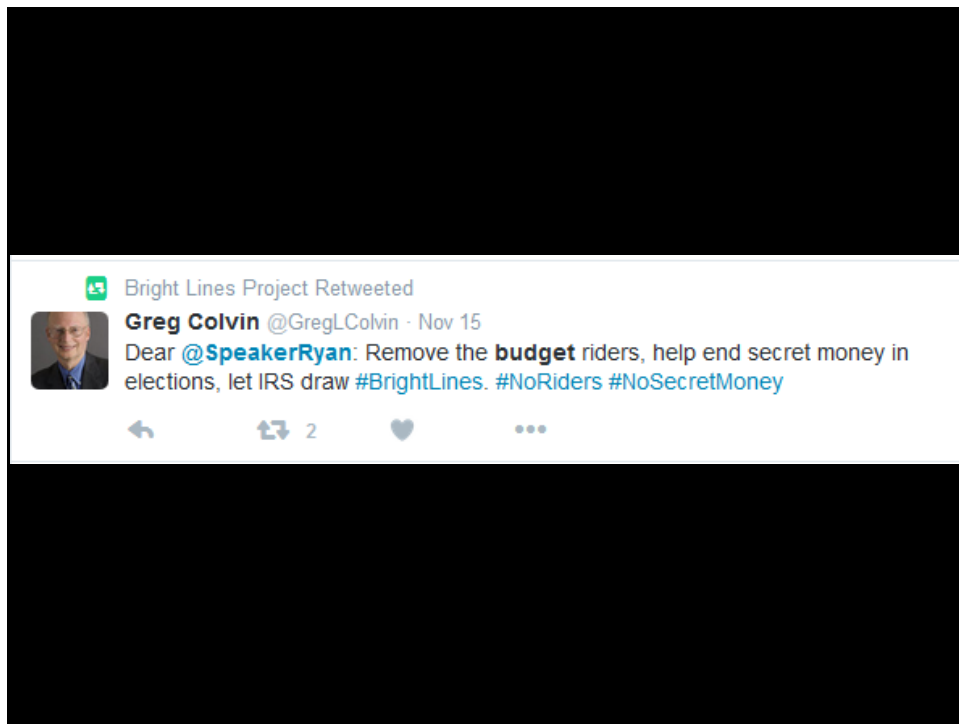 Bright Lines Project Retweeted
Greg Colvin @GregLColvin · Nov 15
Dear @SpeakerRyan: Remove the budget riders, help end secret money in
elections, let IRS draw #BrightLines. #NoRiders #NoSecretMoney
2